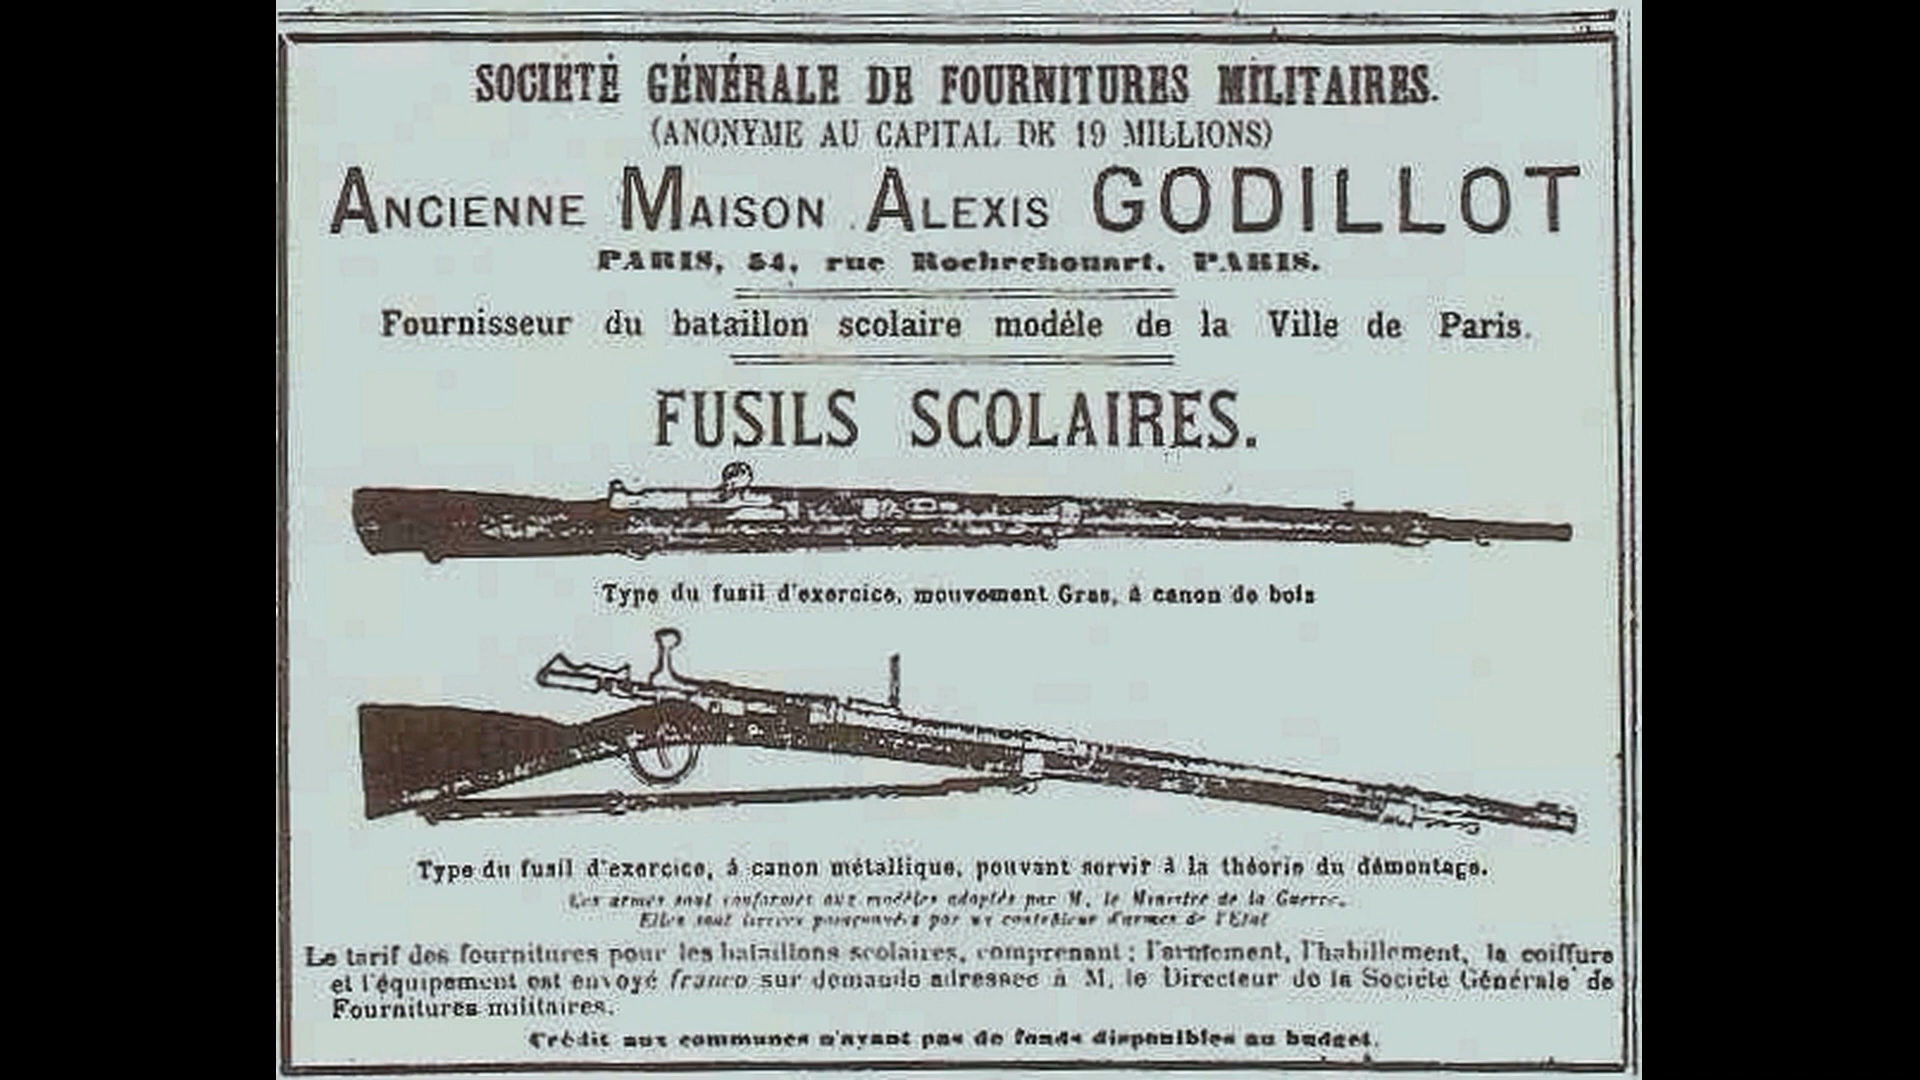 SOCIÉTÉ GÉNÉRALE DE FOURNITURES MILITAIRES.
(ANONYME AU CAPITAL DE 19 MILLIONS)
ANCIENNE MAISON ALEXIS GODILLOT
PARIS, 54, rue Rochechouart. PARIS.
Fournisseur du bataillon scolaire modèle de la Ville de Paris.
FUSILS SCOLAIRES.
Type du fusil d'exercice, mouvement Gras, à canon de bois
Type du fusil d'exercice, à canon métallique, pouvant servir à la théorie du démontage.
Ces armes sont conformes aux modèles adoptés par M. le Ministre de la Guerre.
Elles sont par un contrôleur d'armes de l'Etat
Le tarif des fournitures pour les bataillons scolaires, comprenant : l'armement, l'habillement, la coiffure
et l'équipement est envoyé franco sur demande adressée à M. le Directeur de la Société Générale de
Fournitures militaires.
Crédit aux communes n'ayant pas de fonds disponibles au budget.